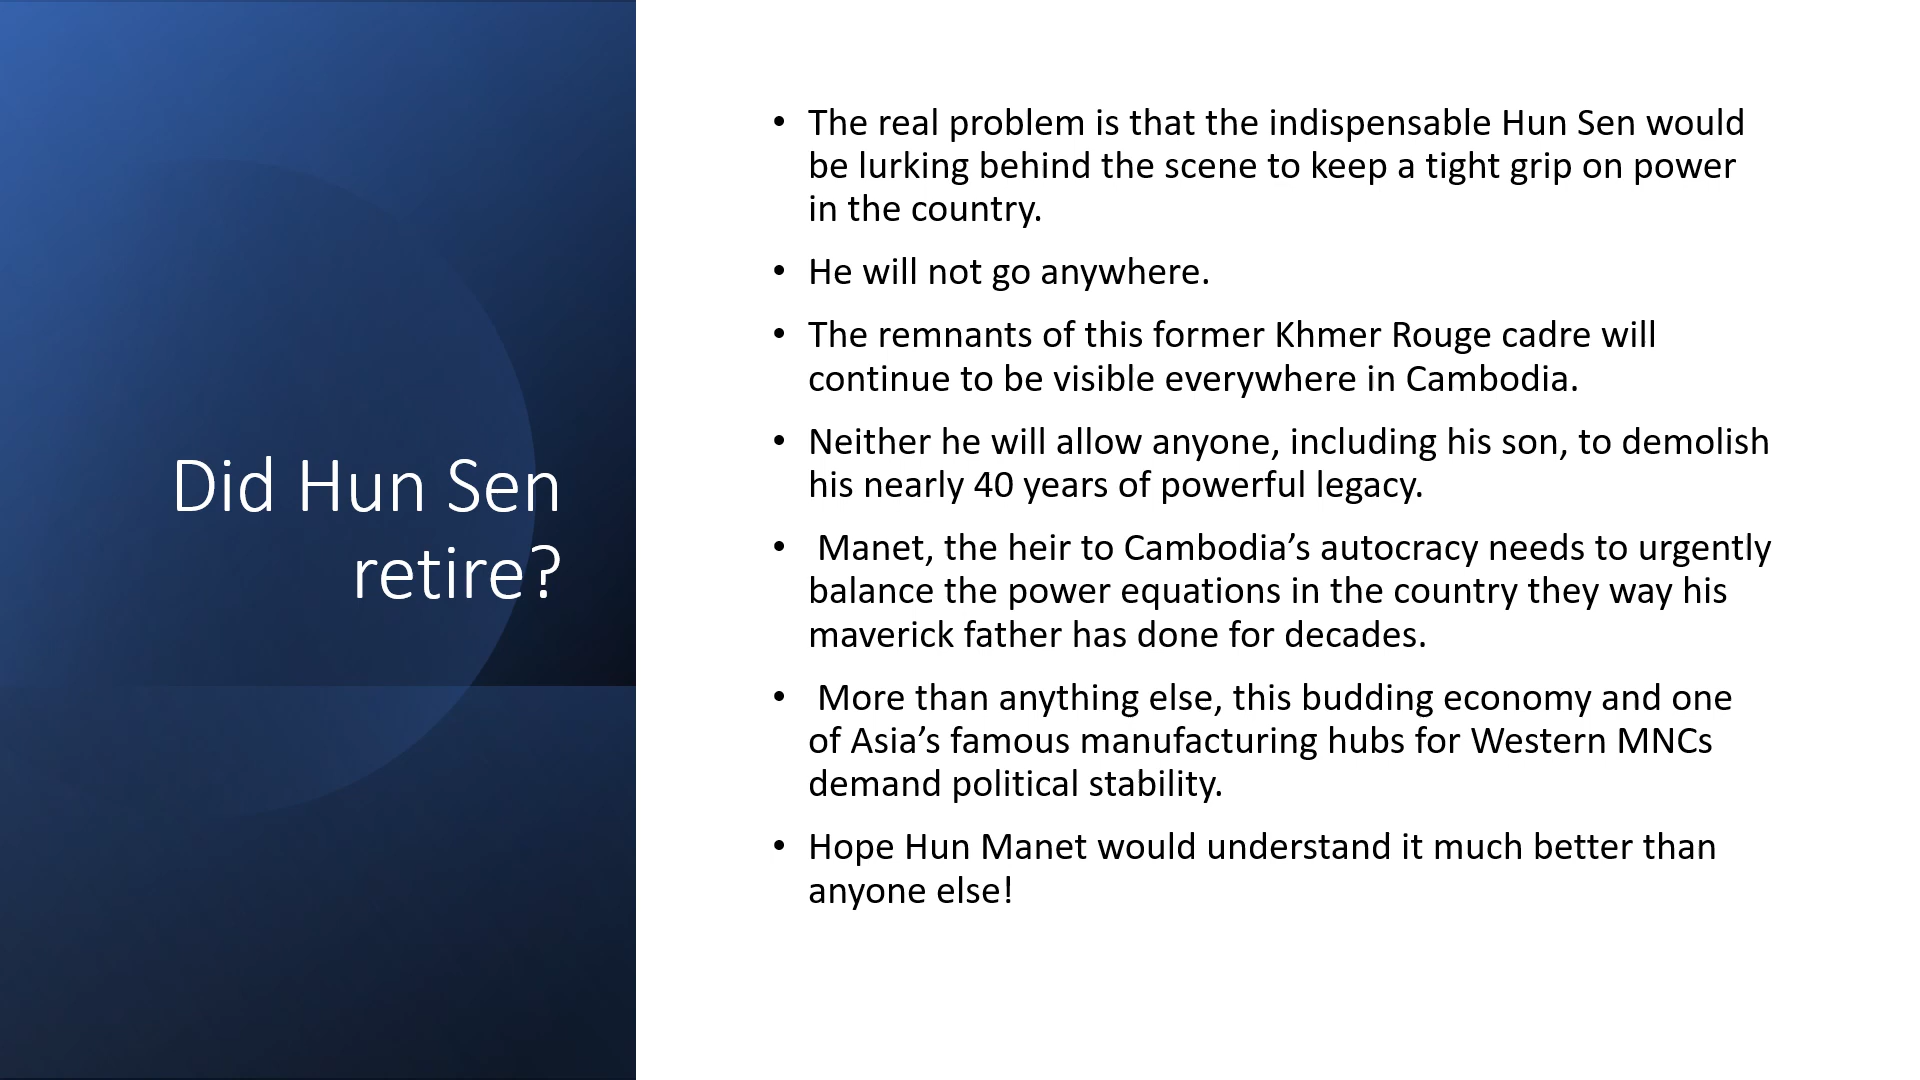 Did Hun Sen
retire?
• The real problem is that the indispensable Hun Sen would
be lurking behind the scene to keep a tight grip on power
in the country.
• He will not go anywhere.
• The remnants of this former Khmer Rouge cadre will
continue to be visible everywhere in Cambodia.
• Neither he will allow anyone, including his son, to demolish
his nearly 40 years of powerful legacy.
• Manet, the heir to Cambodia’s autocracy needs to urgently
balance the power equations in the country they way his
maverick father has done for decades.
• More than anything else, this budding economy and one
of Asia’s famous manufacturing hubs for Western MNCs
demand political stability.
• Hope Hun Manet would understand it much better than
anyone else!